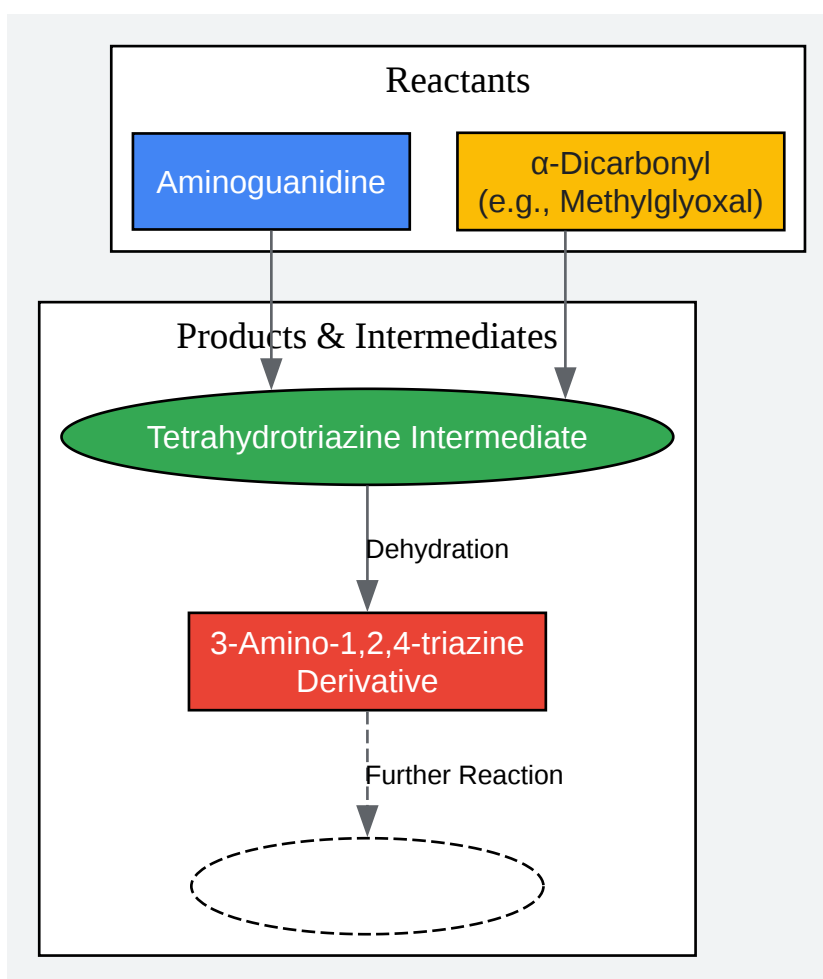 Reactants
Aminoguanidine
α-Dicarbonyl
(e.g., Methylglyoxal)
Products & Intermediates
Tetrahydrotriazine Intermediate
Dehydration
3-Amino-1,2,4-triazine
Derivative
Further Reaction